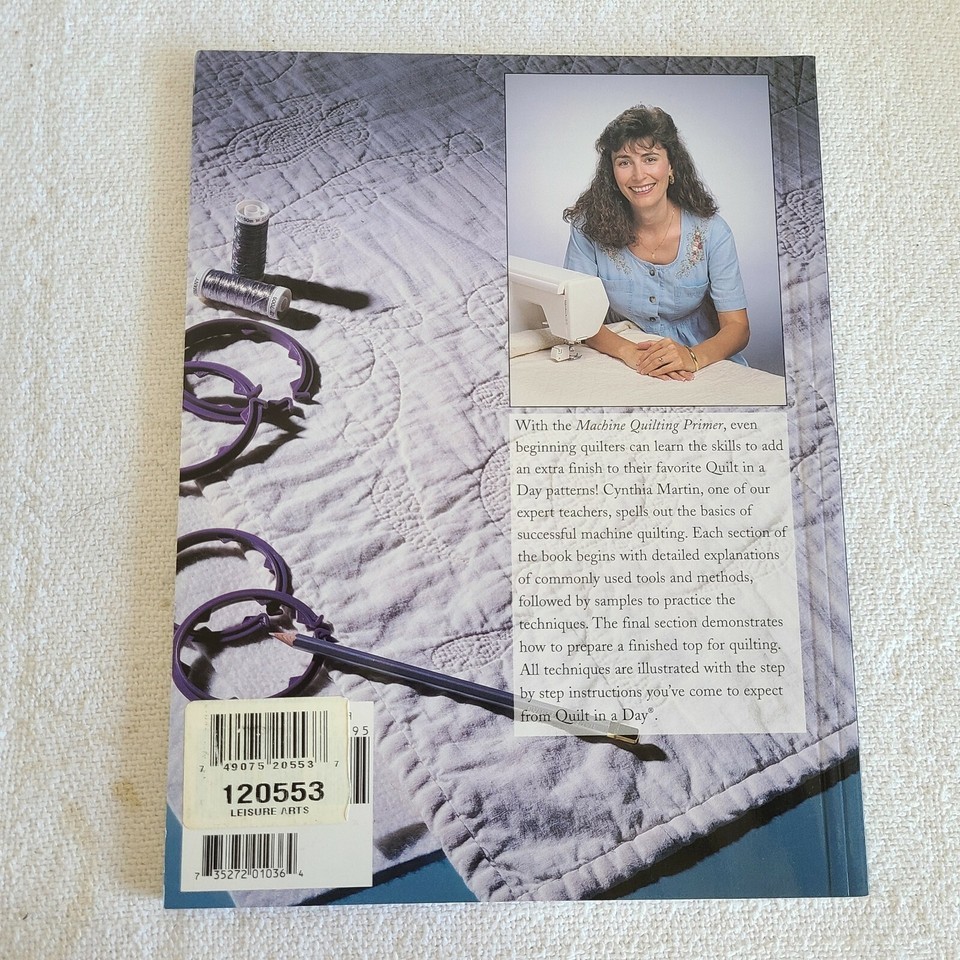 With the Machine Quilting Primer, even
beginning quilters can learn the skills to add
an extra finish to their favorite Quilt in a
Day patterns! Cynthia Martin, one of our
expert teachers, spells out the basics of
successful machine quilting. Each section of
the book begins with detailed explanations
of commonly used tools and methods,
followed by samples to practice the
techniques. The final section demonstrates
how to prepare a finished top for quilting.
All techniques are illustrated with the step
by step instructions you've come to expect
from Quilt in a Day®.
95
7 49075 20553 7
120553
LEISURE ARTS
7 35272 01036 4